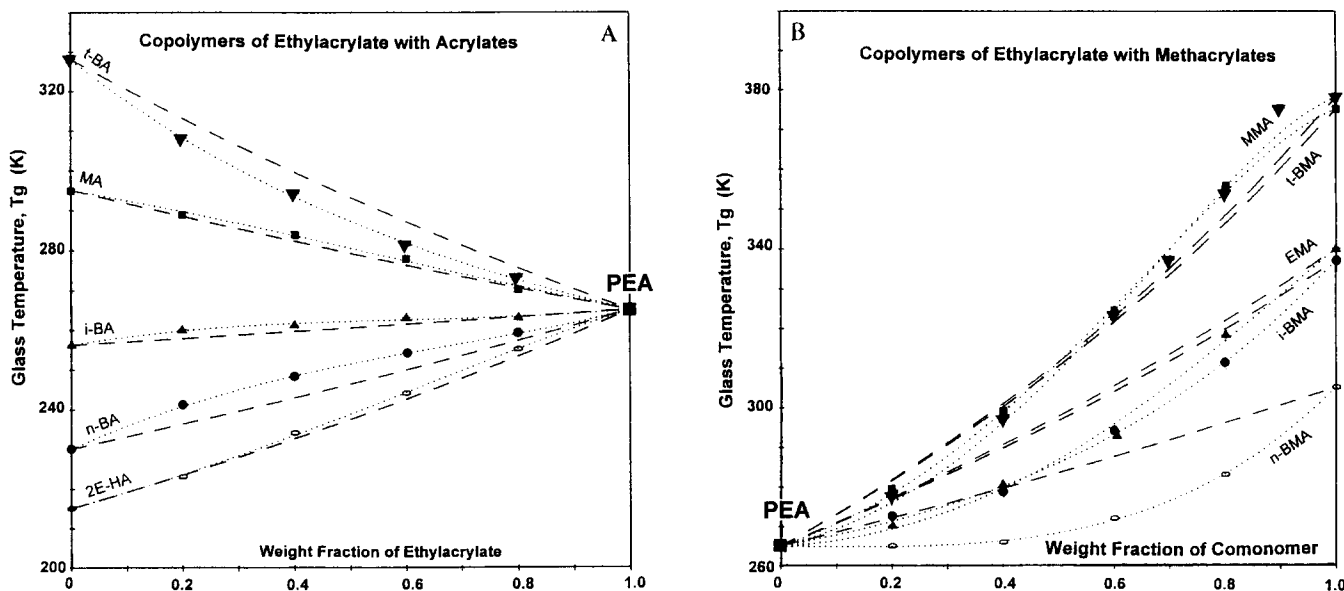 Copolymers of Ethylacrylate with Acrylates
A
t-BA
320
MA
Glass Temperature, Tg (K)
280
PEA
i-BA
240
n-BA
2E-HA
Weight Fraction of Ethylacrylate
200
0
0.2
0.4
0.6
0.8
1.0
B
Copolymers of Ethylacrylate with Methacrylates
380
MMA
t-BMA
Glass Temperature, Tg (K)
340
EMA
i-BMA
300
n-BMA
PEA
Weight Fraction of Comonomer
260
0
0.2
0.4
0.6
0.8
1.0